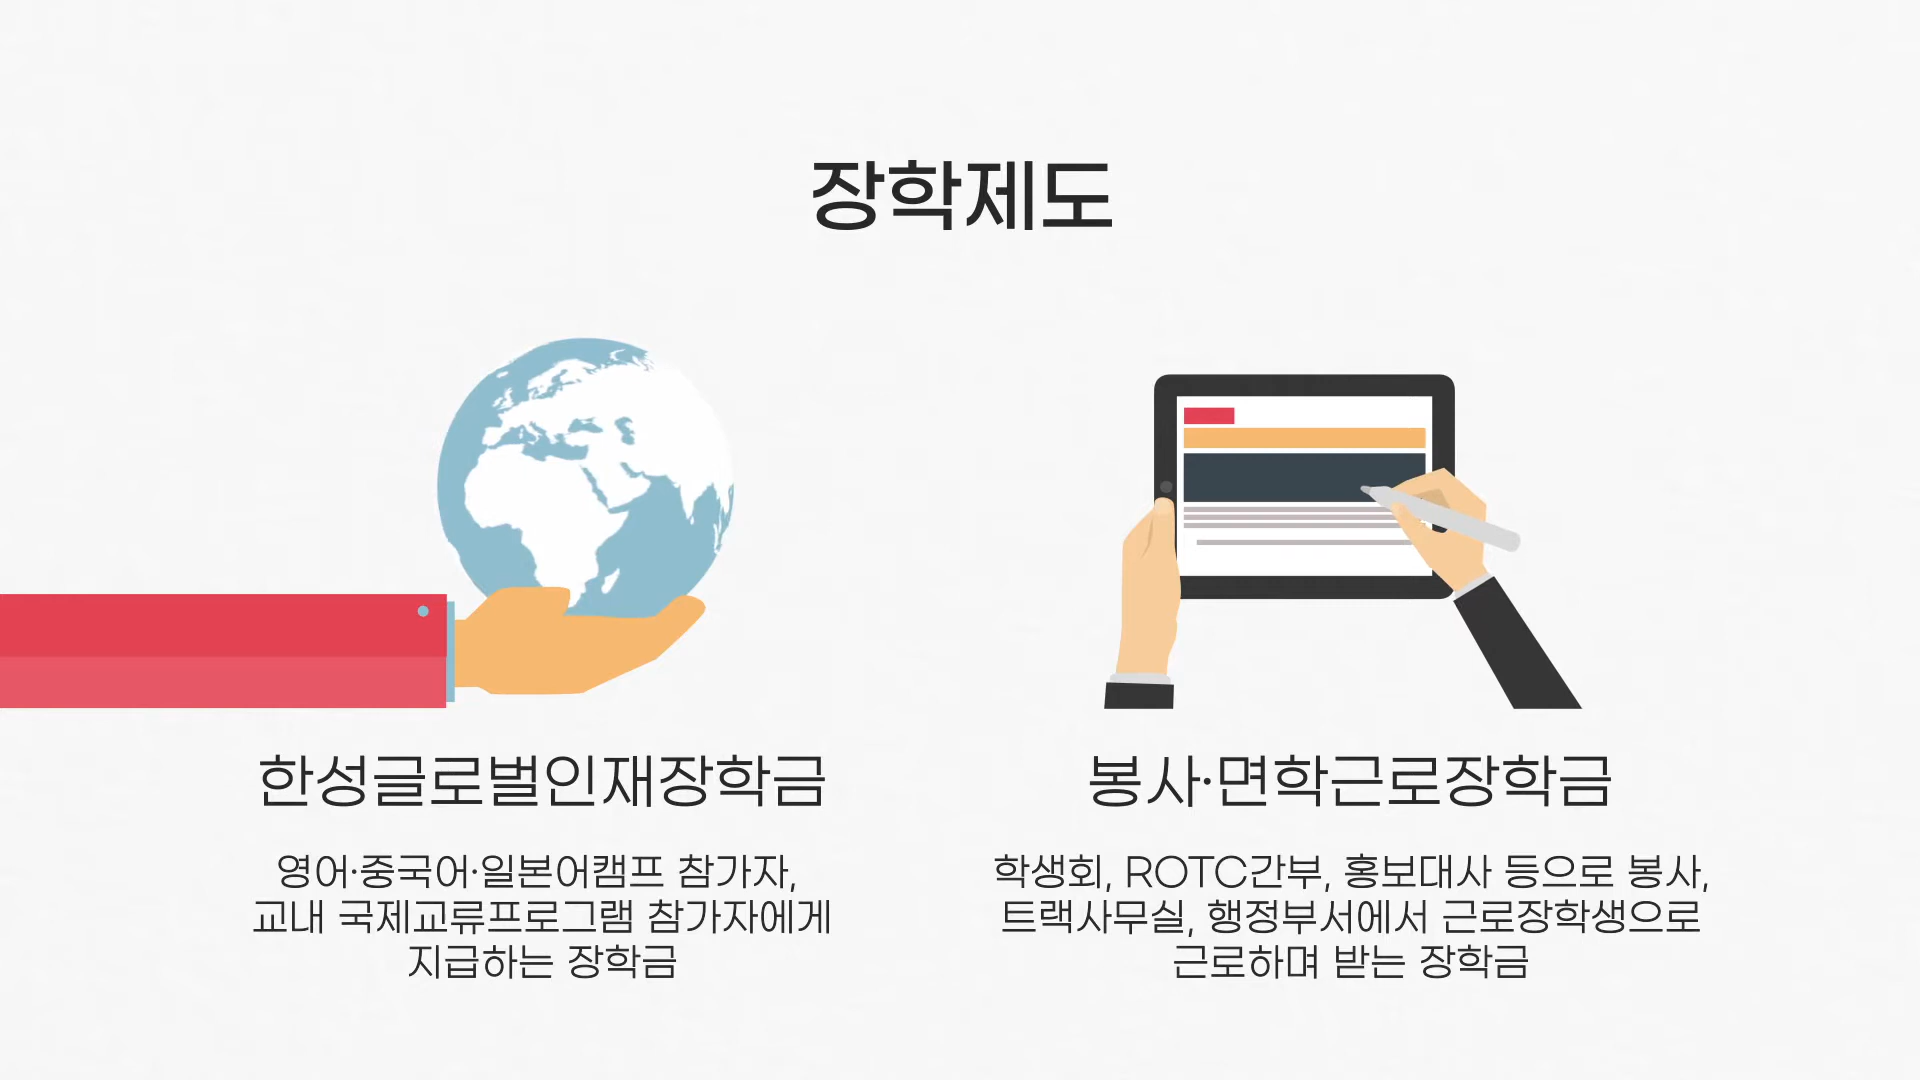 장학제도
한성글로벌인재장학금
영어·중국어·일본어캠프 참가자,
교내 국제교류프로그램 참가자에게
지급하는 장학금
봉사·면학근로장학금
학생회, ROTC간부, 홍보대사 등으로 봉사,
트랙사무실, 행정부서에서 근로장학생으로
근로하며 받는 장학금